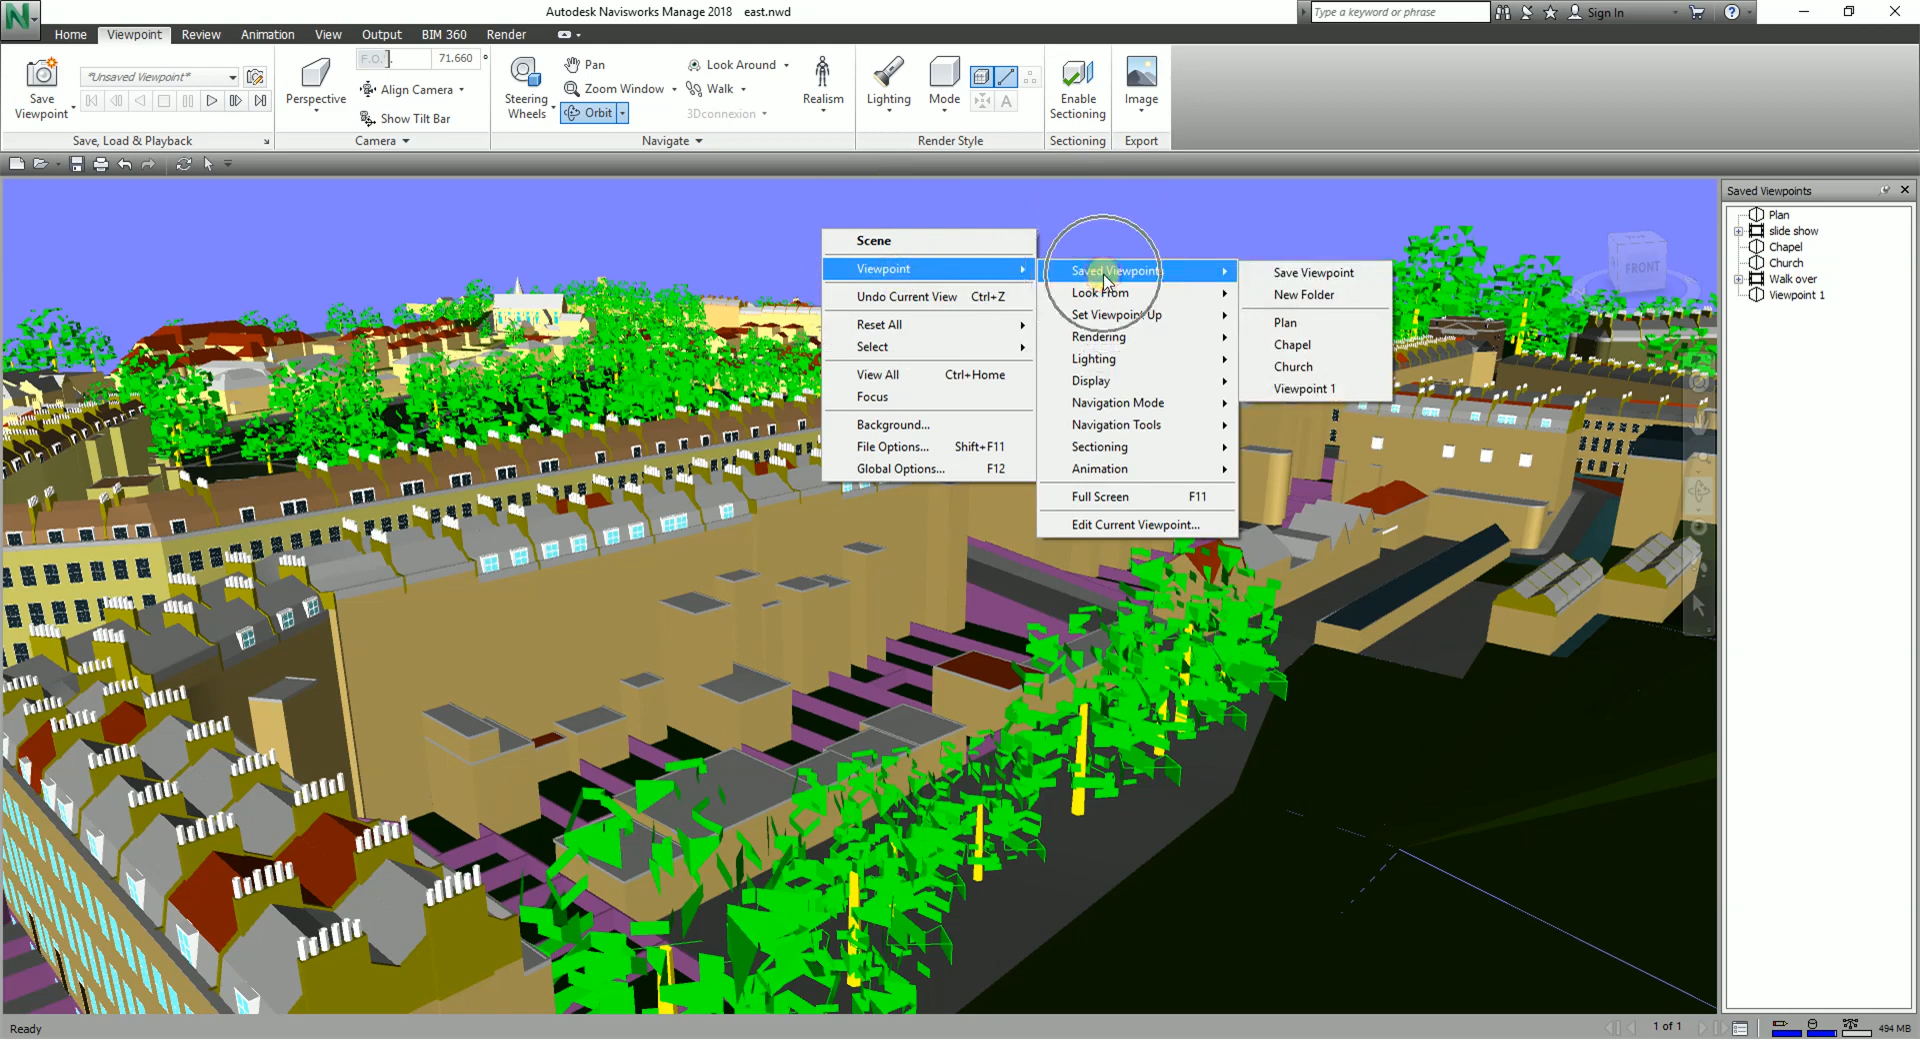 Autodesk Navisworks Manage 2018 east.nwd
Type a keyword or phrase
Sign In
Home Viewpoint Review Animation View Output BIM 360 Render
Save Viewpoint
*Unsaved Viewpoint*
Save, Load & Playback
Perspective
F.O.
71.660 °
Align Camera
Show Tilt Bar
Camera
Steering Wheels
Pan
Zoom Window
Orbit
Look Around
Walk
3Dconnexion
Realism
Navigate
Lighting
Mode
A
Render Style
Enable Sectioning
Sectioning
Image
Export
Scene
Viewpoint
Undo Current View Ctrl+Z
Reset All
Select
View All Ctrl+Home
Focus
Background...
File Options... Shift+F11
Global Options... F12
Saved Viewpoints
Look From
Set Viewpoint Up
Rendering
Lighting
Display
Navigation Mode
Navigation Tools
Sectioning
Animation
Full Screen F11
Edit Current Viewpoint...
Save Viewpoint
New Folder
Plan
Chapel
Church
Viewpoint 1
FRONT
Saved Viewpoints
Plan
slide show
Chapel
Church
Walk over
Viewpoint 1
Ready
1 of 1
494 MB